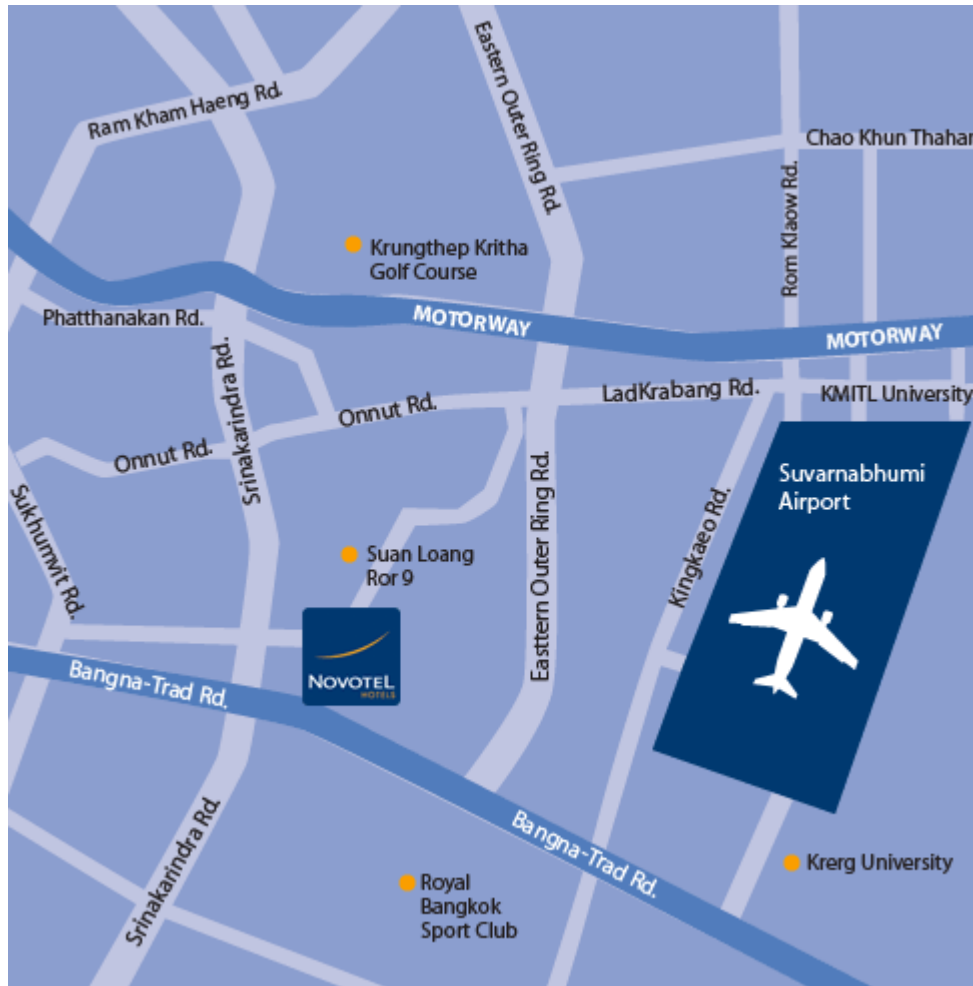 Eastern Outer Ring Rd.
Ram Kham Haeng Rd.
Chao Khun Thahar
Rom Klaow Rd.
Krungthep Kritha
Golf Course
MOTORWAY
MOTORWAY
Phatthanakan Rd.
Srinakarindra Rd.
LadKrabang Rd.
KMITL University
Onnut Rd.
Onnut Rd.
Sukhumvit Rd.
Easttern Outer Ring Rd.
Kingkaeo Rd.
Suvarnabhumi
Airport
Suan Loang
Ror 9
NOVOTEL
HOTELS
Bangna-Trad Rd.
Bangna-Trad Rd.
Srinakarindra Rd.
Royal
Bangkok
Sport Club
Krerg University